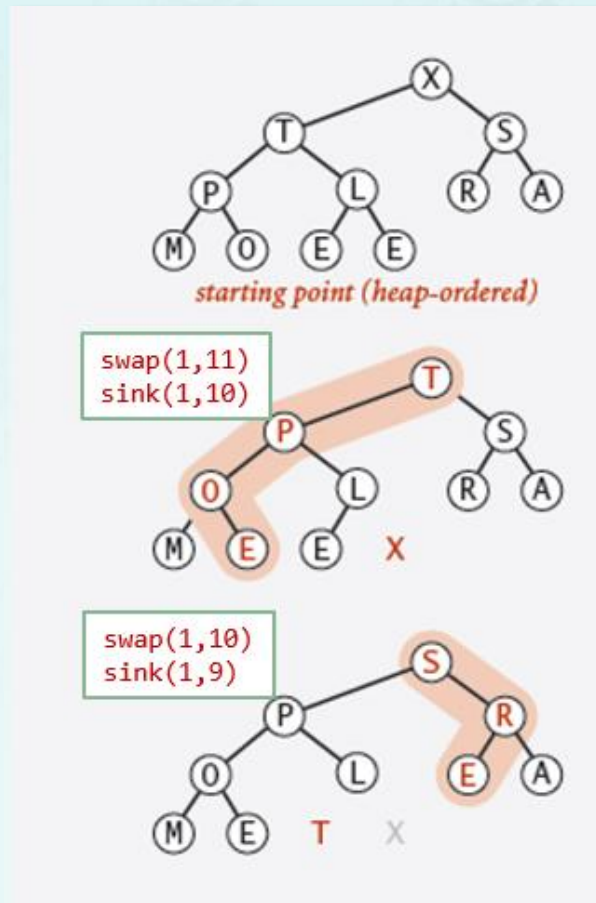 X
T S
P L R A
M O E E
starting point (heap-ordered)
swap(1,11)
sink(1,10)
T
P S
O L R A
M E E X
swap(1,10)
sink(1,9)
S
P R
O L E A
M E T X